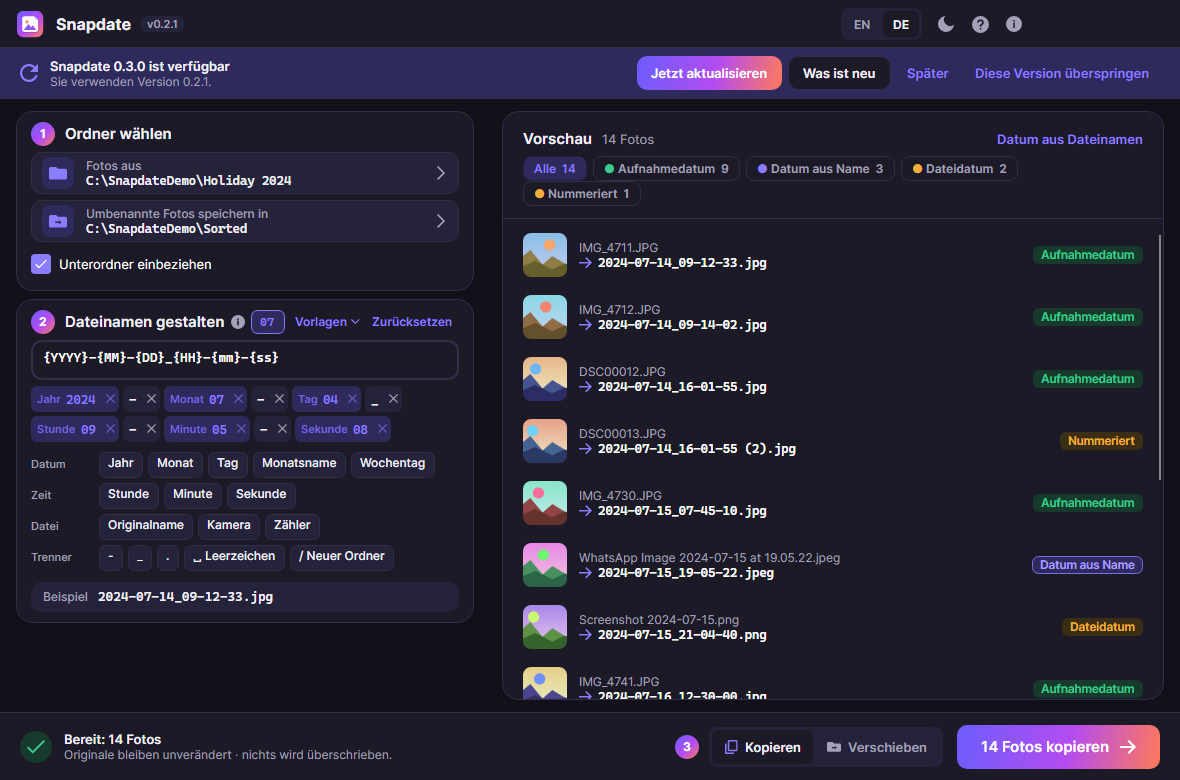 Snapdate v0.2.1 EN DE
Snapdate 0.3.0 ist verfügbar
Sie verwenden Version 0.2.1.
Jetzt aktualisieren Was ist neu Später Diese Version überspringen
1 Ordner wählen
Fotos aus
C:\SnapdateDemo\Holiday 2024
Umbenannte Fotos speichern in
C:\SnapdateDemo\Sorted
Unterordner einbeziehen
2 Dateinamen gestalten 07 Vorlagen Zurücksetzen
{YYYY}-{MM}-{DD}_{HH}-{mm}-{ss}
Jahr 2024 × - × Monat 07 × - × Tag 04 × _ ×
Stunde 09 × - × Minute 05 × - × Sekunde 08 ×
Datum Jahr Monat Tag Monatsname Wochentag
Zeit Stunde Minute Sekunde
Datei Originalname Kamera Zähler
Trenner - _ . ␣ Leerzeichen / Neuer Ordner
Beispiel 2024-07-14_09-12-33.jpg
Vorschau 14 Fotos Datum aus Dateinamen
Alle 14 Aufnahmedatum 9 Datum aus Name 3 Dateidatum 2
Nummeriert 1
IMG_4711.JPG
→ 2024-07-14_09-12-33.jpg Aufnahmedatum
IMG_4712.JPG
→ 2024-07-14_09-14-02.jpg Aufnahmedatum
DSC00012.JPG
→ 2024-07-14_16-01-55.jpg Aufnahmedatum
DSC00013.JPG
→ 2024-07-14_16-01-55 (2).jpg Nummeriert
IMG_4730.JPG
→ 2024-07-15_07-45-10.jpg Aufnahmedatum
WhatsApp Image 2024-07-15 at 19.05.22.jpeg
→ 2024-07-15_19-05-22.jpeg Datum aus Name
Screenshot 2024-07-15.png
→ 2024-07-15_21-04-40.png Dateidatum
IMG_4741.JPG
→ 2024-07-16_12-30-00.jpg Aufnahmedatum
Bereit: 14 Fotos
Originale bleiben unverändert · nichts wird überschrieben.
3 Kopieren Verschieben 14 Fotos kopieren →